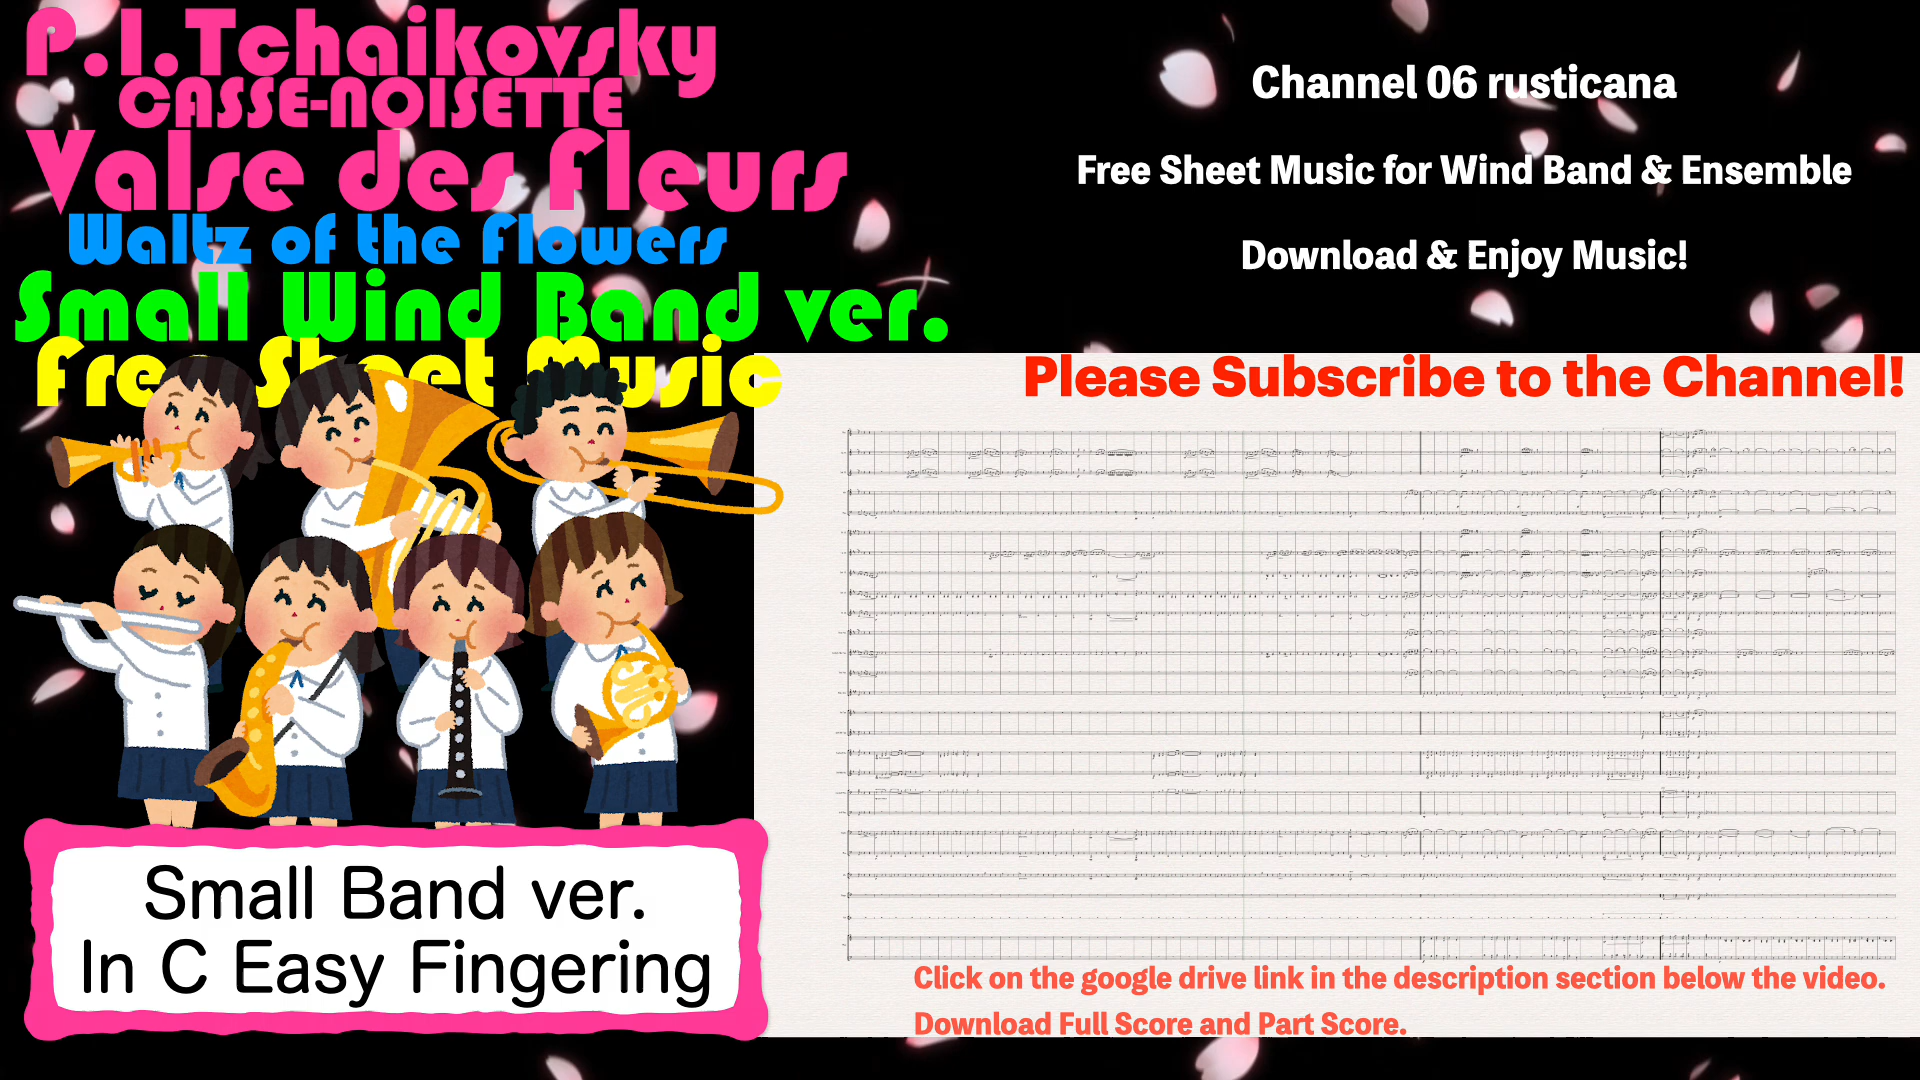 P.I.Tchaikovsky
CASSE-NOISETTE
Valse des Fleurs
Waltz of the Flowers
Small Wind Band ver.
Free Sheet Music
Channel 06 rusticana
Free Sheet Music for Wind Band & Ensemble
Download & Enjoy Music!
Please Subscribe to the Channel!
Click on the google drive link in the description section below the video.
Download Full Score and Part Score.
Small Band ver.
In C Easy Fingering